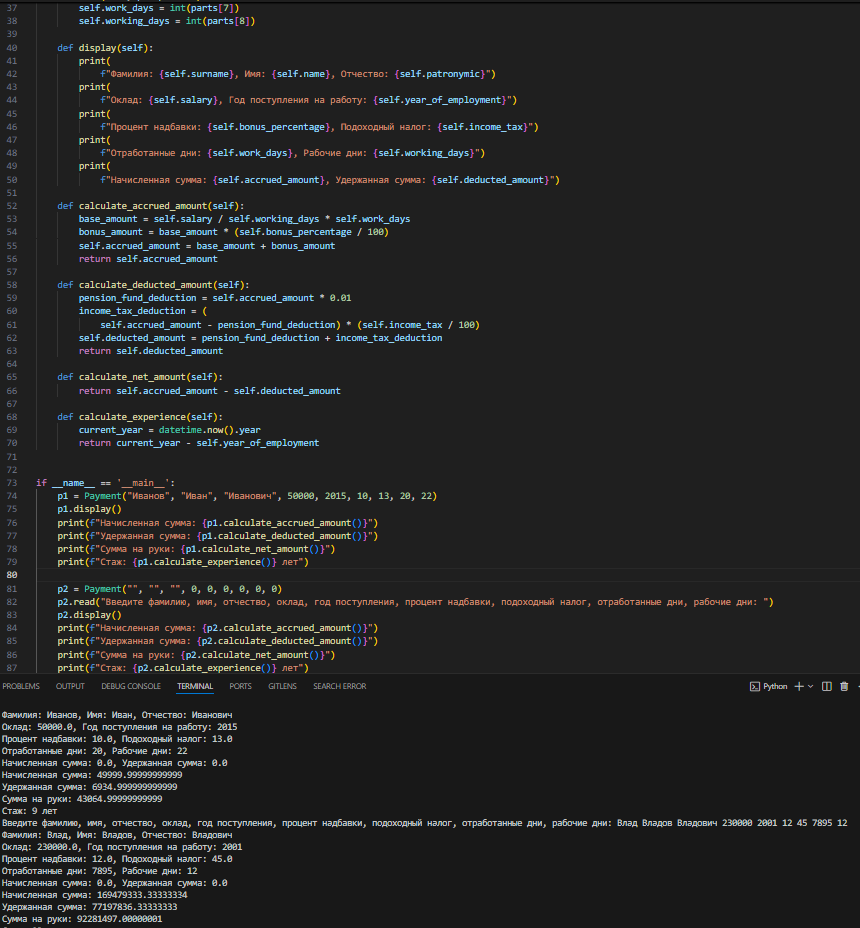 37 self.work_days = int(parts[7])
38 self.working_days = int(parts[8])
39
40 def display(self):
41 print(
42 f"Фамилия: {self.surname}, Имя: {self.name}, Отчество: {self.patronymic}")
43 print(
44 f"Оклад: {self.salary}, Год поступления на работу: {self.year_of_employment}")
45 print(
46 f"Процент надбавки: {self.bonus_percentage}, Подоходный налог: {self.income_tax}")
47 print(
48 f"Отработанные дни: {self.work_days}, Рабочие дни: {self.working_days}")
49 print(
50 f"Начисленная сумма: {self.accrued_amount}, Удержанная сумма: {self.deducted_amount}")
51
52 def calculate_accrued_amount(self):
53 base_amount = self.salary / self.working_days * self.work_days
54 bonus_amount = base_amount * (self.bonus_percentage / 100)
55 self.accrued_amount = base_amount + bonus_amount
56 return self.accrued_amount
57
58 def calculate_deducted_amount(self):
59 pension_fund_deduction = self.accrued_amount * 0.01
60 income_tax_deduction = (
61 self.accrued_amount - pension_fund_deduction) * (self.income_tax / 100)
62 self.deducted_amount = pension_fund_deduction + income_tax_deduction
63 return self.deducted_amount
64
65 def calculate_net_amount(self):
66 return self.accrued_amount - self.deducted_amount
67
68 def calculate_experience(self):
69 current_year = datetime.now().year
70 return current_year - self.year_of_employment
71
72
73 if __name__ == '__main__':
74 p1 = Payment("Иванов", "Иван", "Иванович", 50000, 2015, 10, 13, 20, 22)
75 p1.display()
76 print(f"Начисленная сумма: {p1.calculate_accrued_amount()}")
77 print(f"Удержанная сумма: {p1.calculate_deducted_amount()}")
78 print(f"Сумма на руки: {p1.calculate_net_amount()}")
79 print(f"Стаж: {p1.calculate_experience()} лет")
80
81 p2 = Payment("", "", "", 0, 0, 0, 0, 0, 0)
82 p2.read("Введите фамилию, имя, отчество, оклад, год поступления, процент надбавки, подоходный налог, отработанные дни, рабочие дни: ")
83 p2.display()
84 print(f"Начисленная сумма: {p2.calculate_accrued_amount()}")
85 print(f"Удержанная сумма: {p2.calculate_deducted_amount()}")
86 print(f"Сумма на руки: {p2.calculate_net_amount()}")
87 print(f"Стаж: {p2.calculate_experience()} лет")
PROBLEMS OUTPUT DEBUG CONSOLE TERMINAL PORTS GITLENS SEARCH ERROR Python
Фамилия: Иванов, Имя: Иван, Отчество: Иванович
Оклад: 50000.0, Год поступления на работу: 2015
Процент надбавки: 10.0, Подоходный налог: 13.0
Отработанные дни: 20, Рабочие дни: 22
Начисленная сумма: 0.0, Удержанная сумма: 0.0
Начисленная сумма: 49999.99999999999
Удержанная сумма: 6934.999999999999
Сумма на руки: 43064.99999999999
Стаж: 9 лет
Введите фамилию, имя, отчество, оклад, год поступления, процент надбавки, подоходный налог, отработанные дни, рабочие дни: Влад Владов Владович 230000 2001 12 45 7895 12
Фамилия: Влад, Имя: Владов, Отчество: Владович
Оклад: 230000.0, Год поступления на работу: 2001
Процент надбавки: 12.0, Подоходный налог: 45.0
Отработанные дни: 7895, Рабочие дни: 12
Начисленная сумма: 0.0, Удержанная сумма: 0.0
Начисленная сумма: 169479333.33333334
Удержанная сумма: 77197836.33333333
Сумма на руки: 92281497.00000001